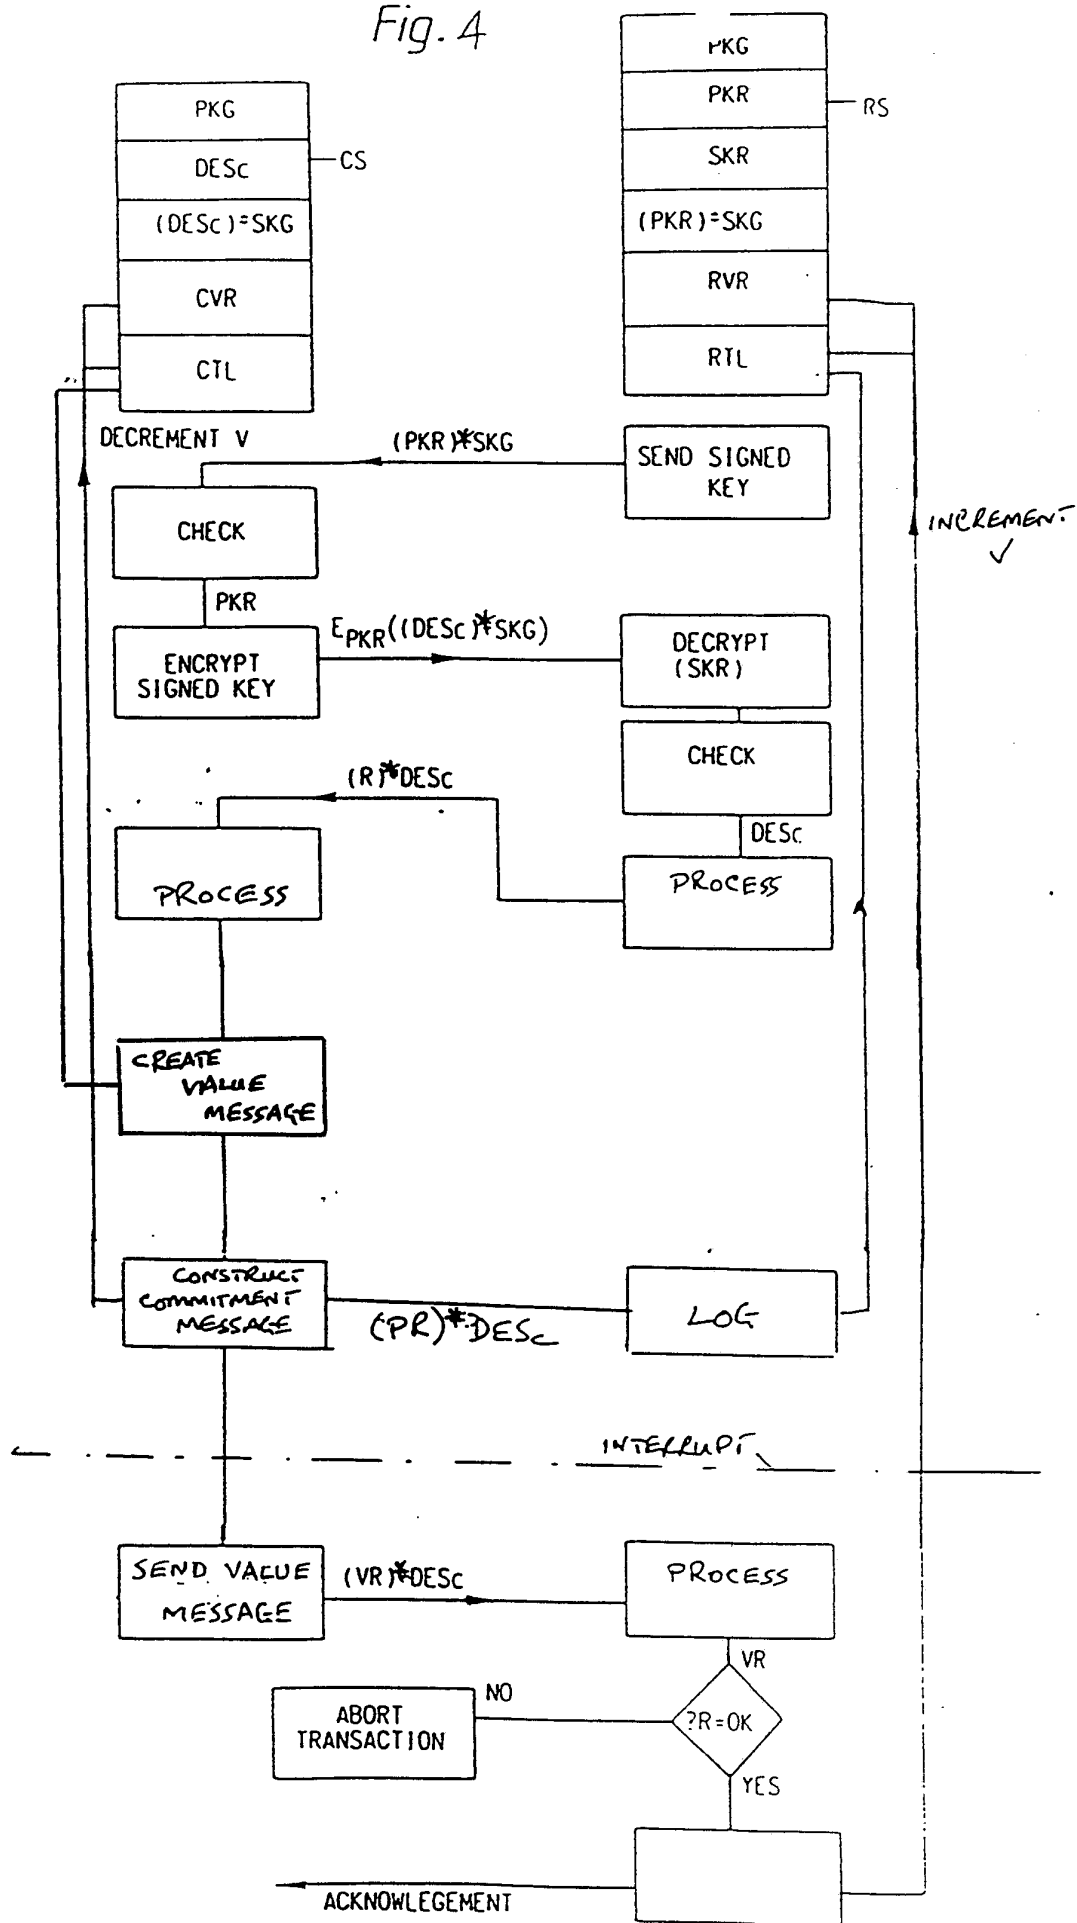 Fig. 4
PKG
PKR
RS
SKR
(PKR)*SKG
RVR
RTL
PKG
DESc
CS
(DESc)*SKG
CVR
CTL
DECREMENT V
(PKR)*SKG
SEND SIGNED
KEY
CHECK
INCREMENT
PKR
EPKR((DESc)*SKG)
ENCRYPT
SIGNED KEY
DECRYPT
(SKR)
CHECK
(R)*DESc
DESc
PROCESS
PROCESS
CREATE
VALUE
MESSAGE
CONSTRUCT
COMMITMENT
MESSAGE
(PR)*DESc
LOG
INTERRUPT
SEND VALUE
MESSAGE
(VR)*DESc
PROCESS
VR
NO
ABORT
TRANSACTION
?R=OK
YES
ACKNOWLEGEMENT